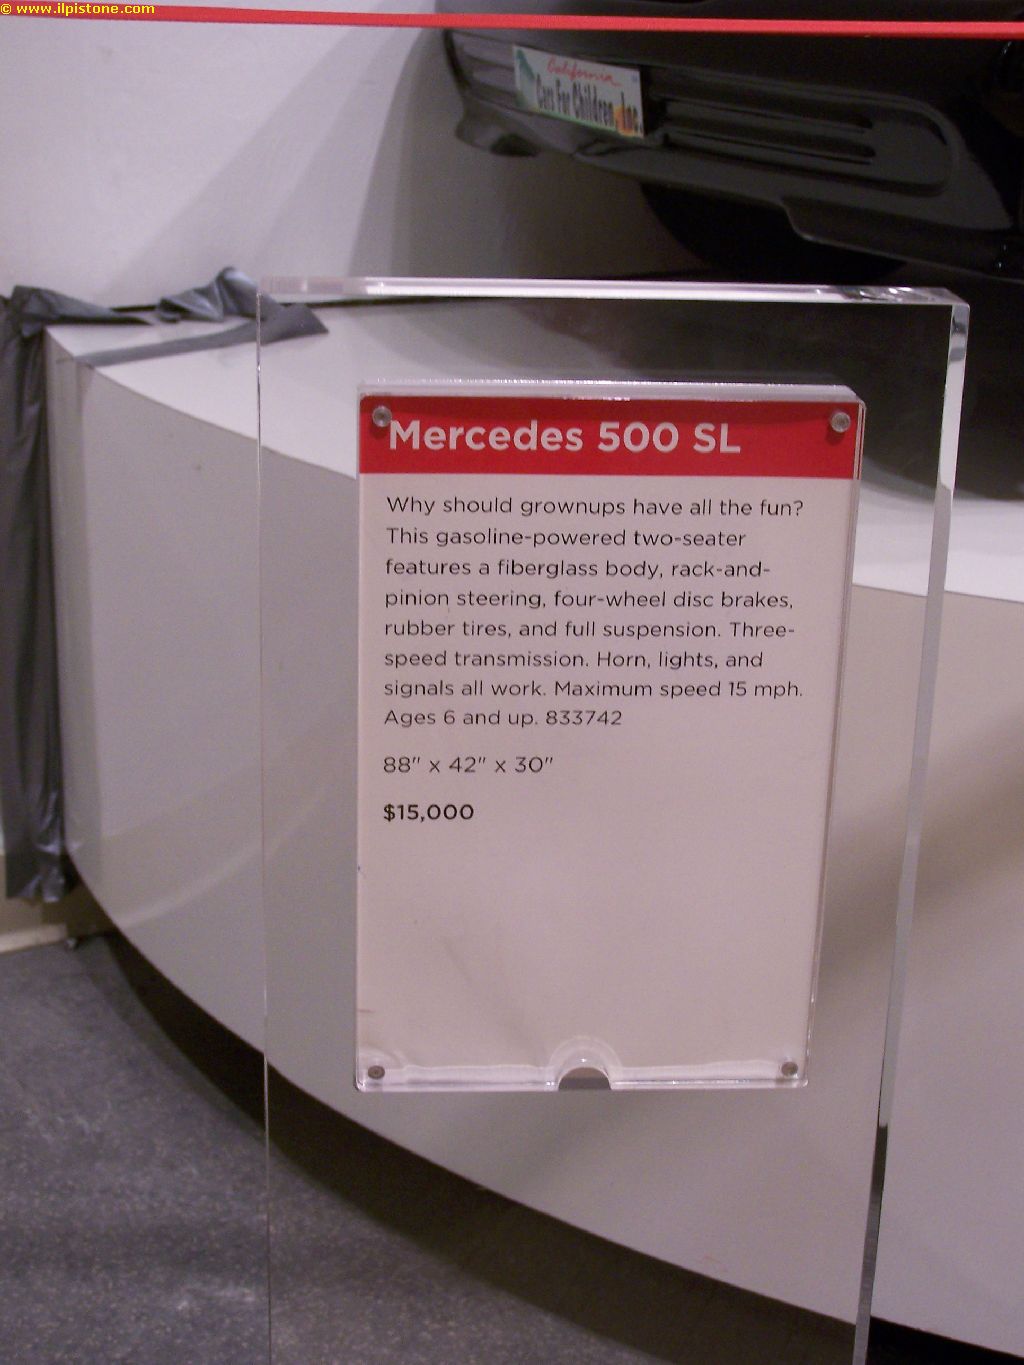 © www.ilpistone.com
California
Cars For Children, Inc.
Mercedes 500 SL
Why should grownups have all the fun?
This gasoline-powered two-seater
features a fiberglass body, rack-and-
pinion steering, four-wheel disc brakes,
rubber tires, and full suspension. Three-
speed transmission. Horn, lights, and
signals all work. Maximum speed 15 mph.
Ages 6 and up. 833742
88" x 42" x 30"
$15,000